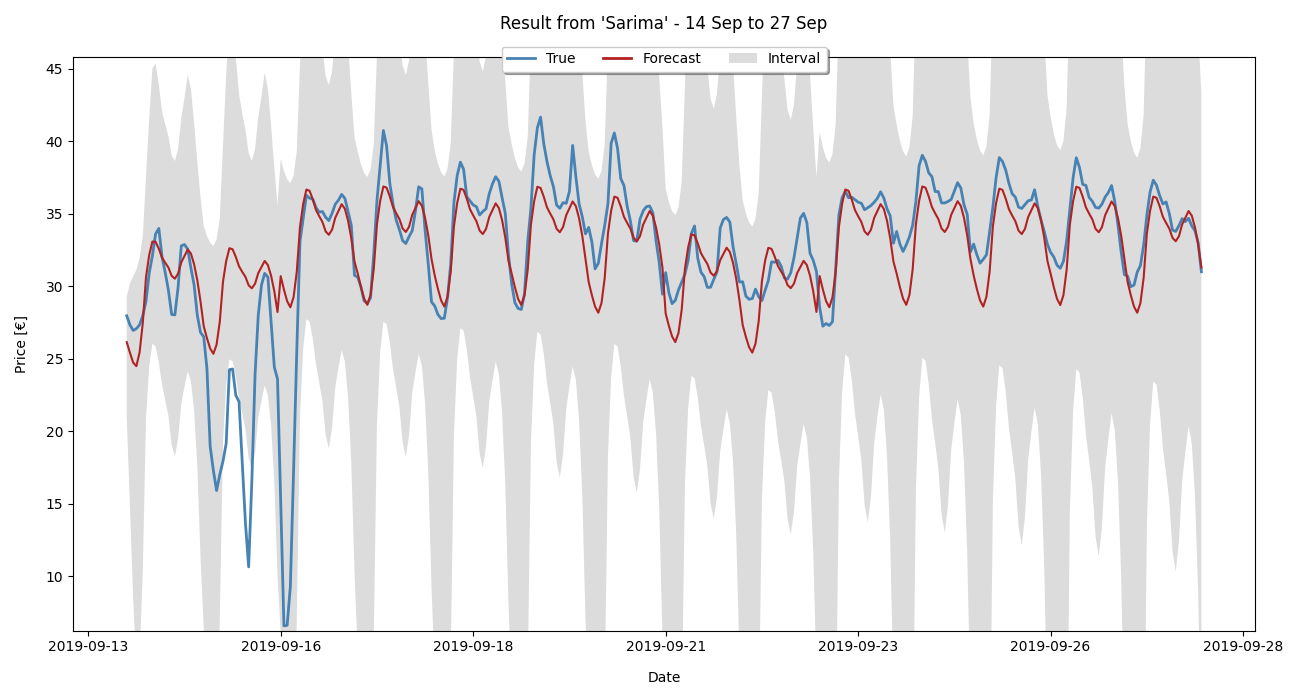 Result from 'Sarima' - 14 Sep to 27 Sep
True Forecast Interval
45
40
35
30
25
20
15
10
Price [€]
2019-09-13 2019-09-16 2019-09-18 2019-09-21 2019-09-23 2019-09-26 2019-09-28
Date